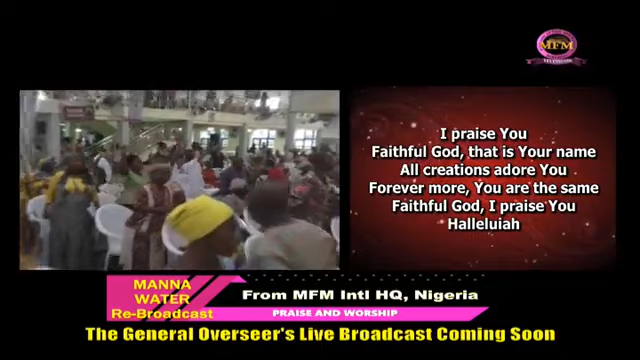 MFM
TELEVISION
I praise You
Faithful God, that is Your name
All creations adore You
Forever more, You are the same
Faithful God, I praise You
Halleluiah
MANNA
WATER
Re-Broadcast
From MFM Intl HQ, Nigeria
PRAISE AND WORSHIP
The General Overseer's Live Broadcast Coming Soon